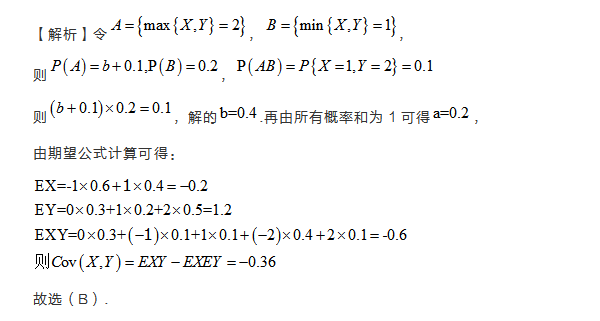 【解析】令 A={max{X,Y}=2}，B={min{X,Y}=1}，
则 P(A)=b+0.1,P(B)=0.2，P(AB)=P{X=1,Y=2}=0.1
则 (b+0.1)×0.2=0.1，解的 b=0.4 .再由所有概率和为 1 可得 a=0.2，
由期望公式计算可得：
EX=-1×0.6+1×0.4=-0.2
EY=0×0.3+1×0.2+2×0.5=1.2
EXY=0×0.3+(-1)×0.1+1×0.1+(-2)×0.4+2×0.1=-0.6
则Cov(X,Y)=EXY-EXEY=-0.36
故选（B）.